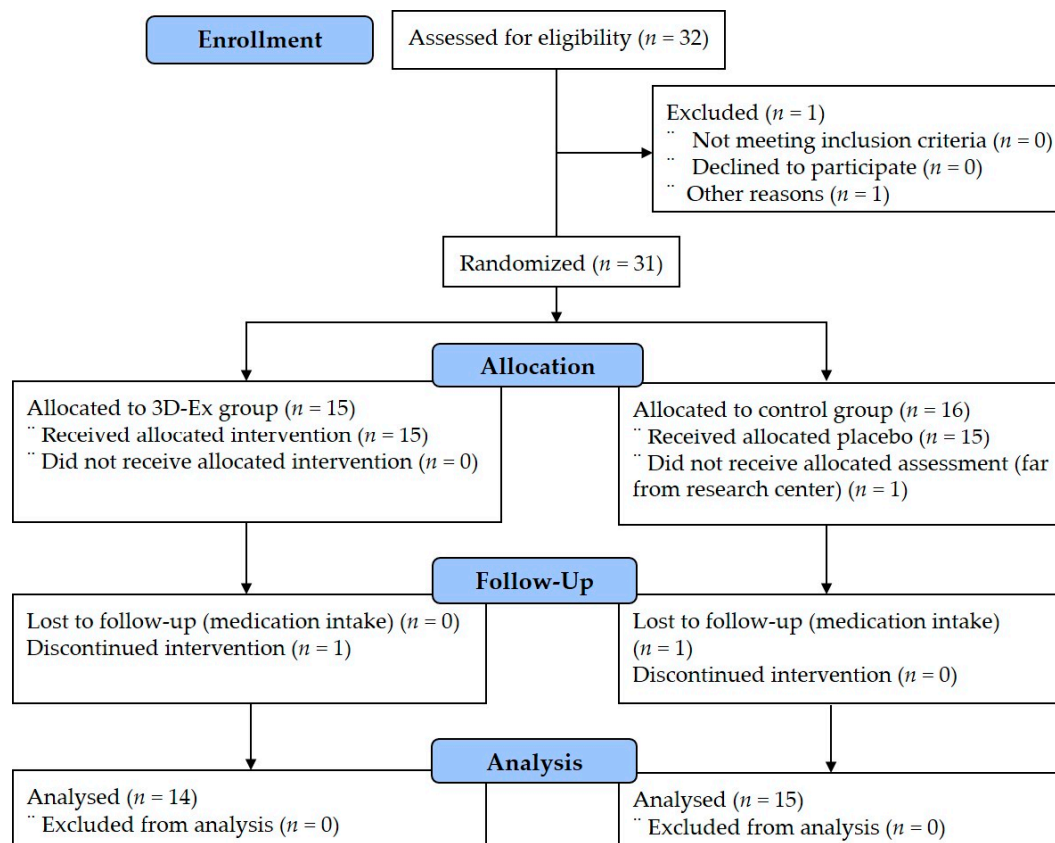 Enrollment
Assessed for eligibility (n = 32)
Excluded (n = 1)
¨ Not meeting inclusion criteria (n = 0)
¨ Declined to participate (n = 0)
¨ Other reasons (n = 1)
Randomized (n = 31)
Allocation
Allocated to 3D-Ex group (n = 15)
¨ Received allocated intervention (n = 15)
¨ Did not receive allocated intervention (n = 0)
Allocated to control group (n = 16)
¨ Received allocated placebo (n = 15)
¨ Did not receive allocated assessment (far
from research center) (n = 1)
Follow-Up
Lost to follow-up (medication intake) (n = 0)
Discontinued intervention (n = 1)
Lost to follow-up (medication intake)
(n = 1)
Discontinued intervention (n = 0)
Analysis
Analysed (n = 14)
¨ Excluded from analysis (n = 0)
Analysed (n = 15)
¨ Excluded from analysis (n = 0)